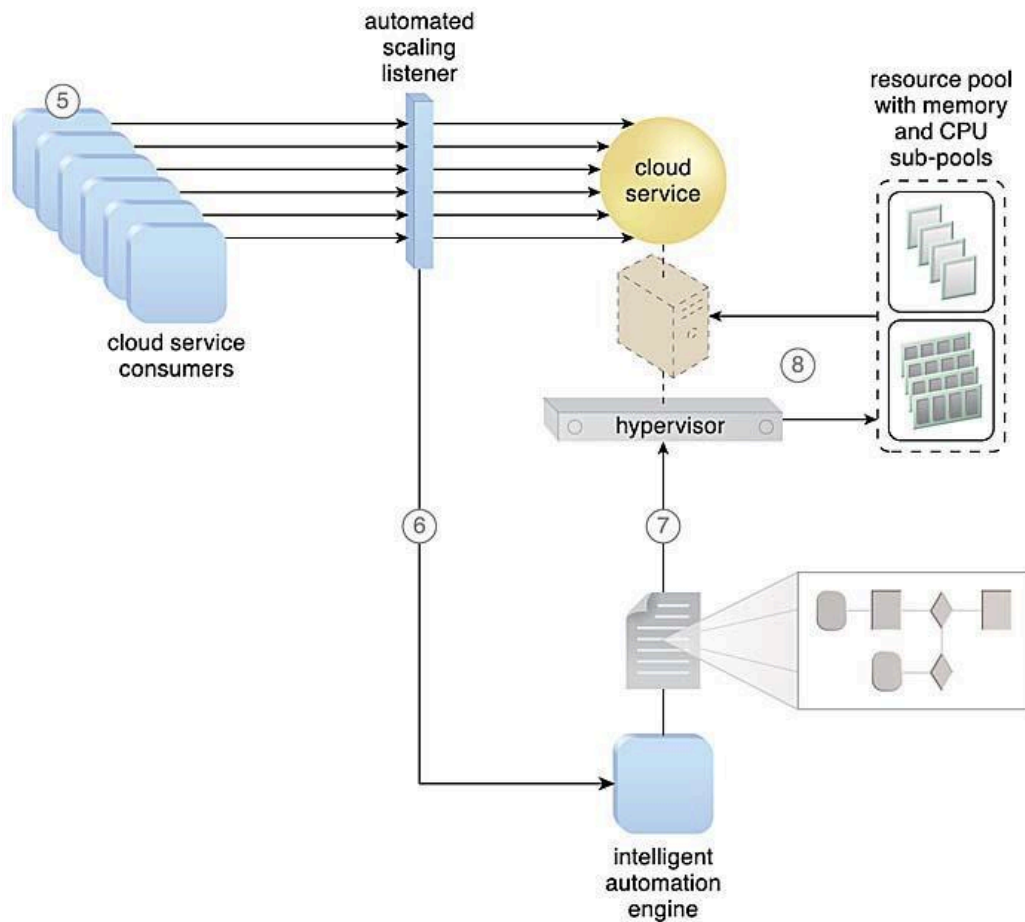 automated
scaling
listener
resource pool
with memory
and CPU
sub-pools
5
cloud
service
cloud service
consumers
8
hypervisor
6
7
intelligent
automation
engine